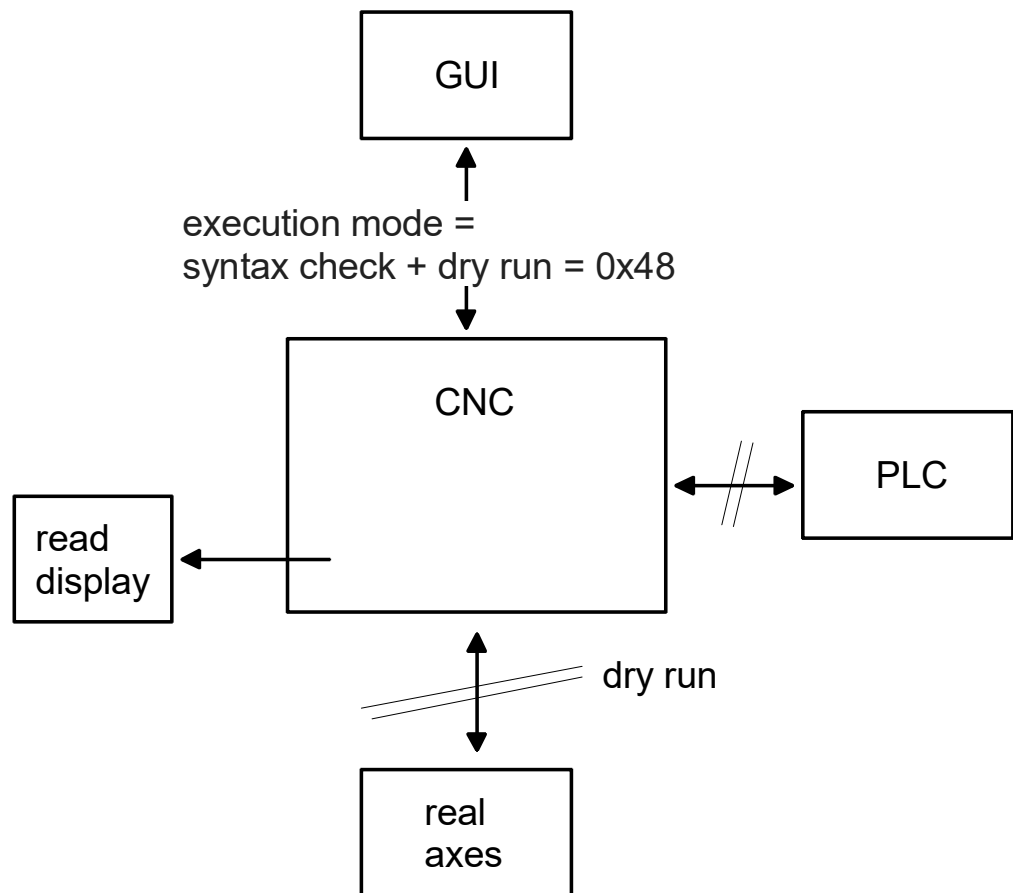 GUI
execution mode =
syntax check + dry run = 0x48
CNC
PLC
read
display
dry run
real
axes